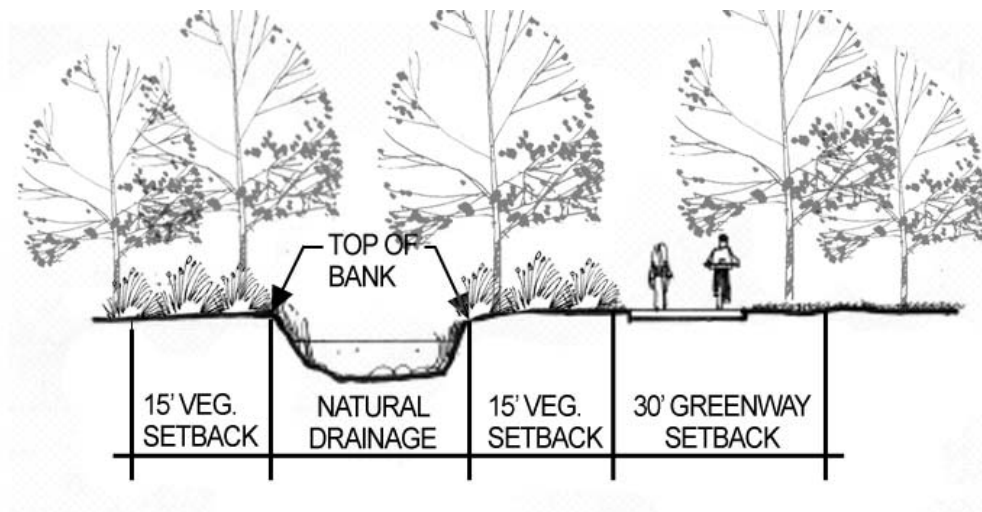 TOP OF
BANK
15' VEG.
SETBACK
NATURAL
DRAINAGE
15' VEG.
SETBACK
30' GREENWAY
SETBACK